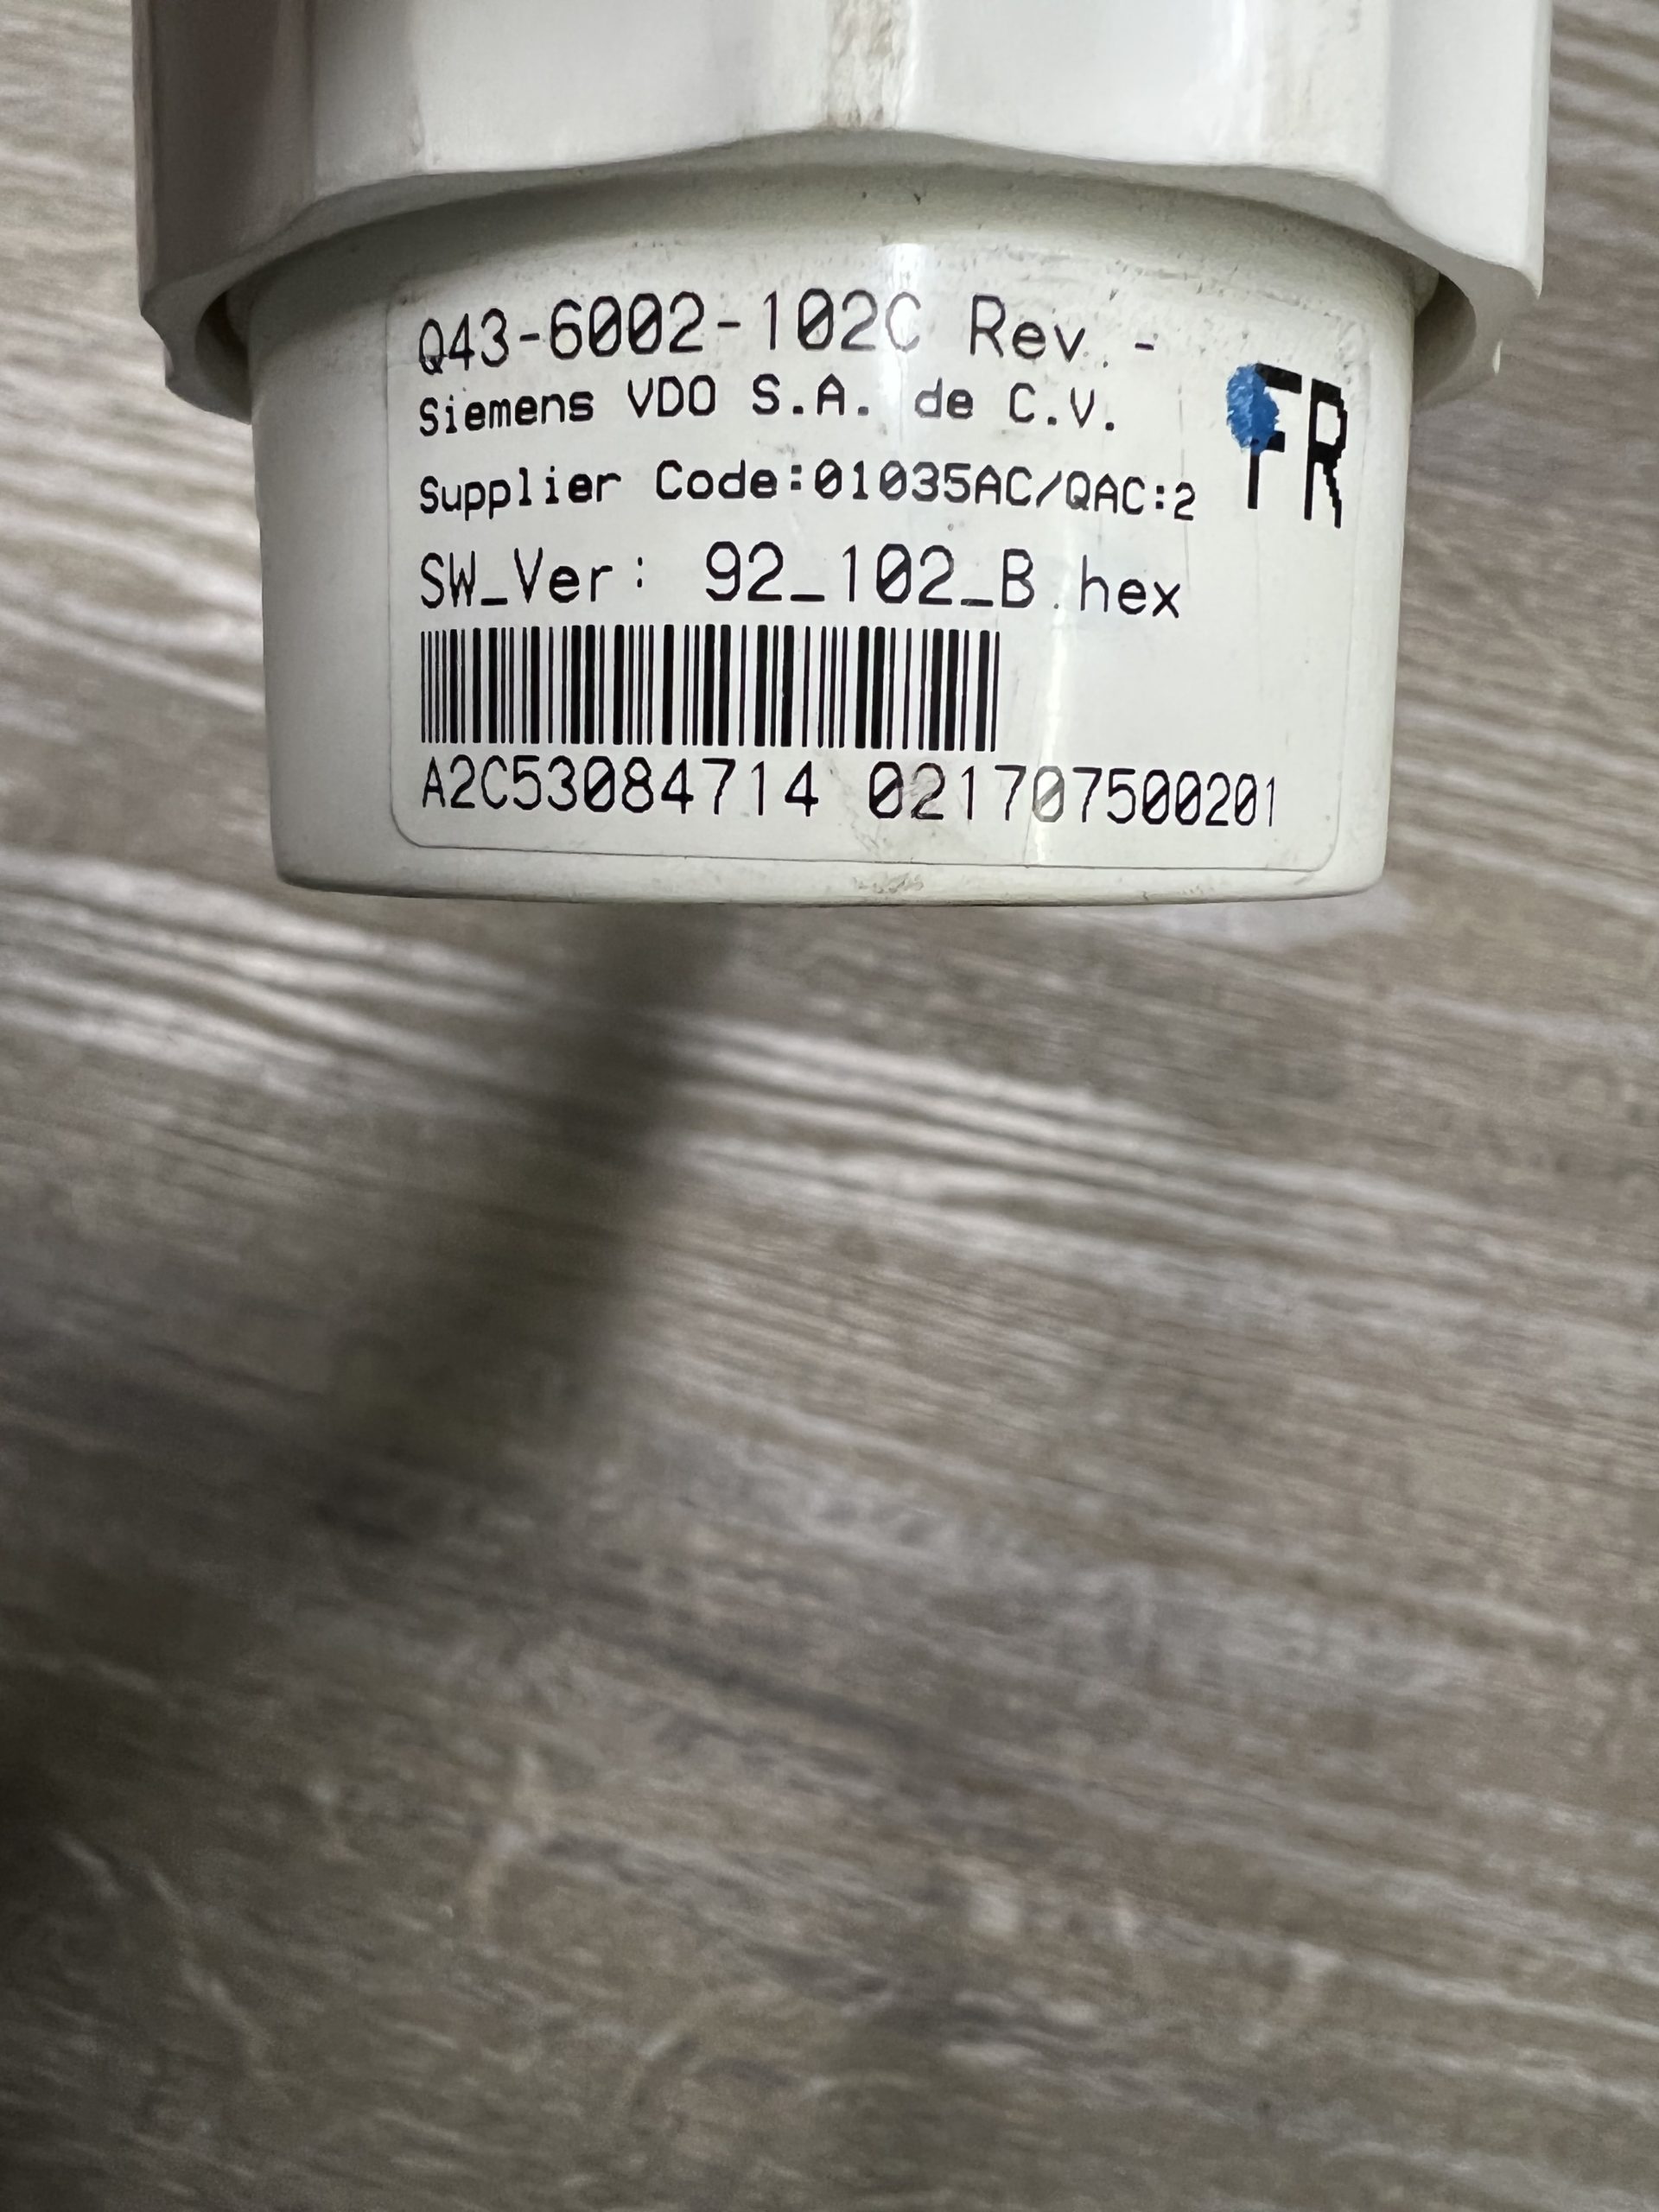 Q43-6002-102C Rev. -
Siemens VDO S.A. de C.V.
FR
Supplier Code:01035AC/QAC:2
SW_Ver: 92_102_B.hex
A2C53084714 021707500201